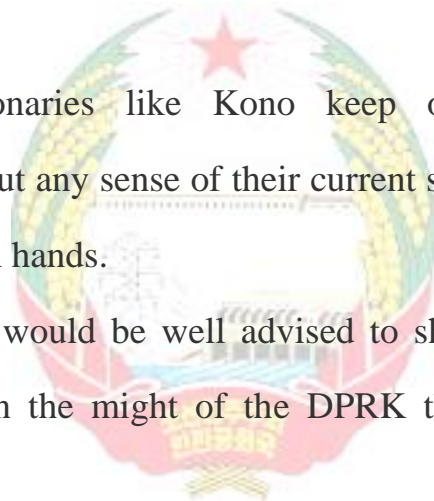 onaries like Kono keep o
ut any sense of their current s
hands.
would be well advised to sl
n the might of the DPRK t